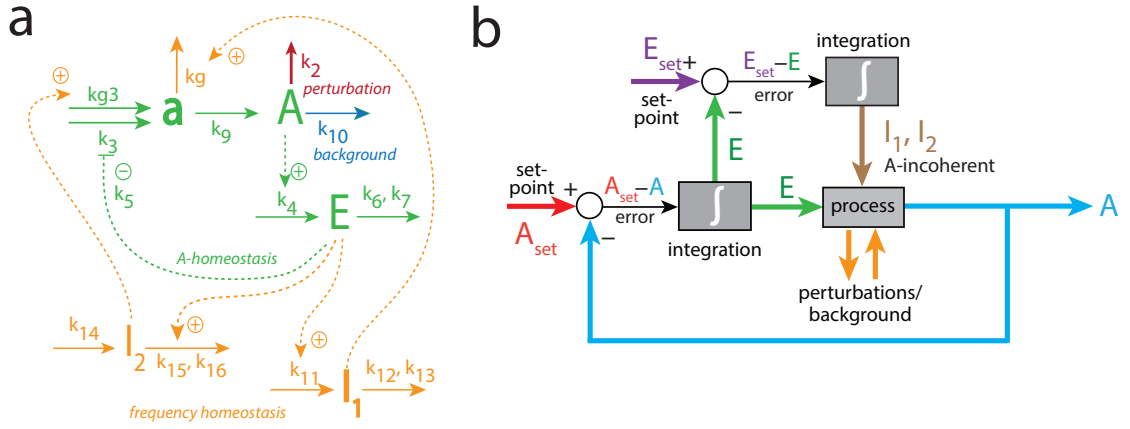 a
kg
⊕
⊕
k2
perturbation
kg3
a
A
k3
k9
k10
background
⊖
k5
⊕
k4
E
k6, k7
A-homeostasis
k14
⊕
I2
k15, k16
⊕
k11
k12, k13
I1
frequency homeostasis
b
integration
Eset
+
Eset−E
∫
set-
point
error
−
E
I1, I2
A-incoherent
set-
point
+
Aset−A
E
process
A
error
∫
Aset
−
integration
perturbations/
background